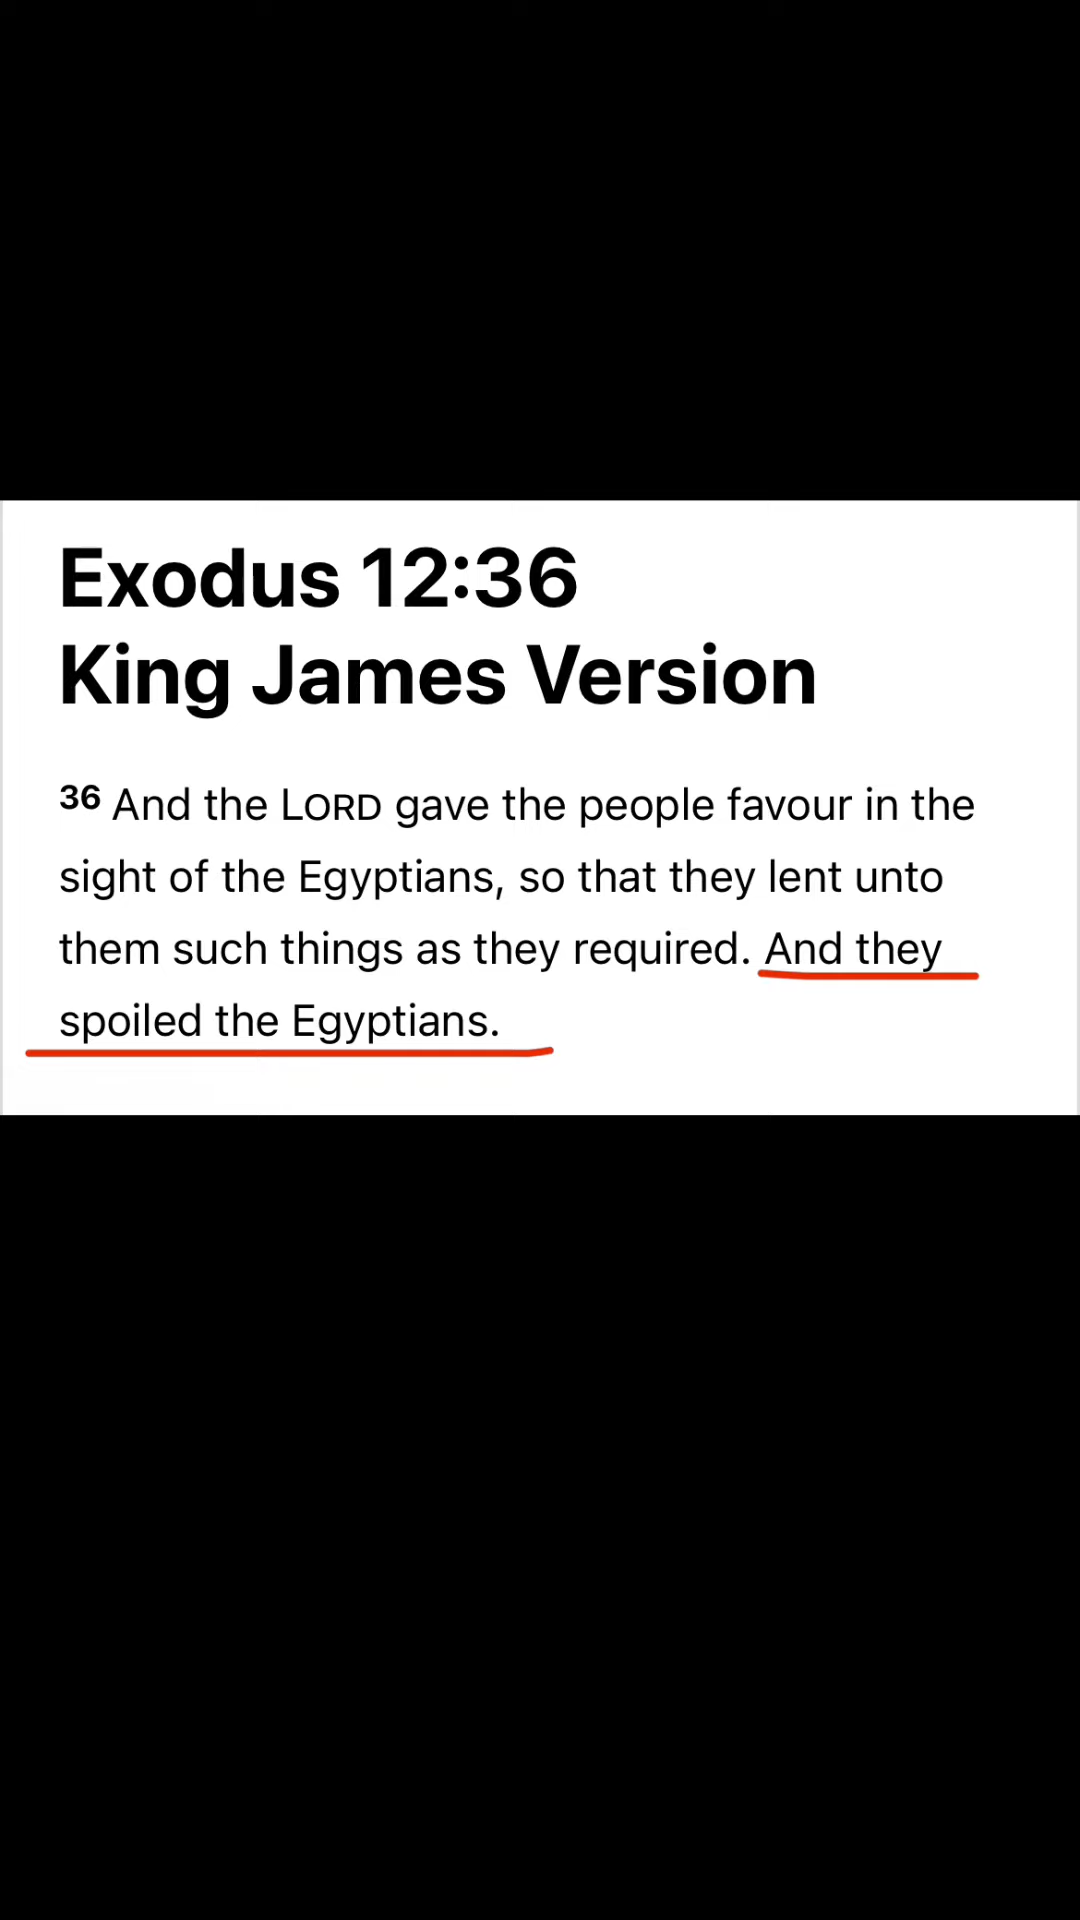 Exodus 12:36
King James Version
36 And the LORD gave the people favour in the
sight of the Egyptians, so that they lent unto
them such things as they required. And they
spoiled the Egyptians.